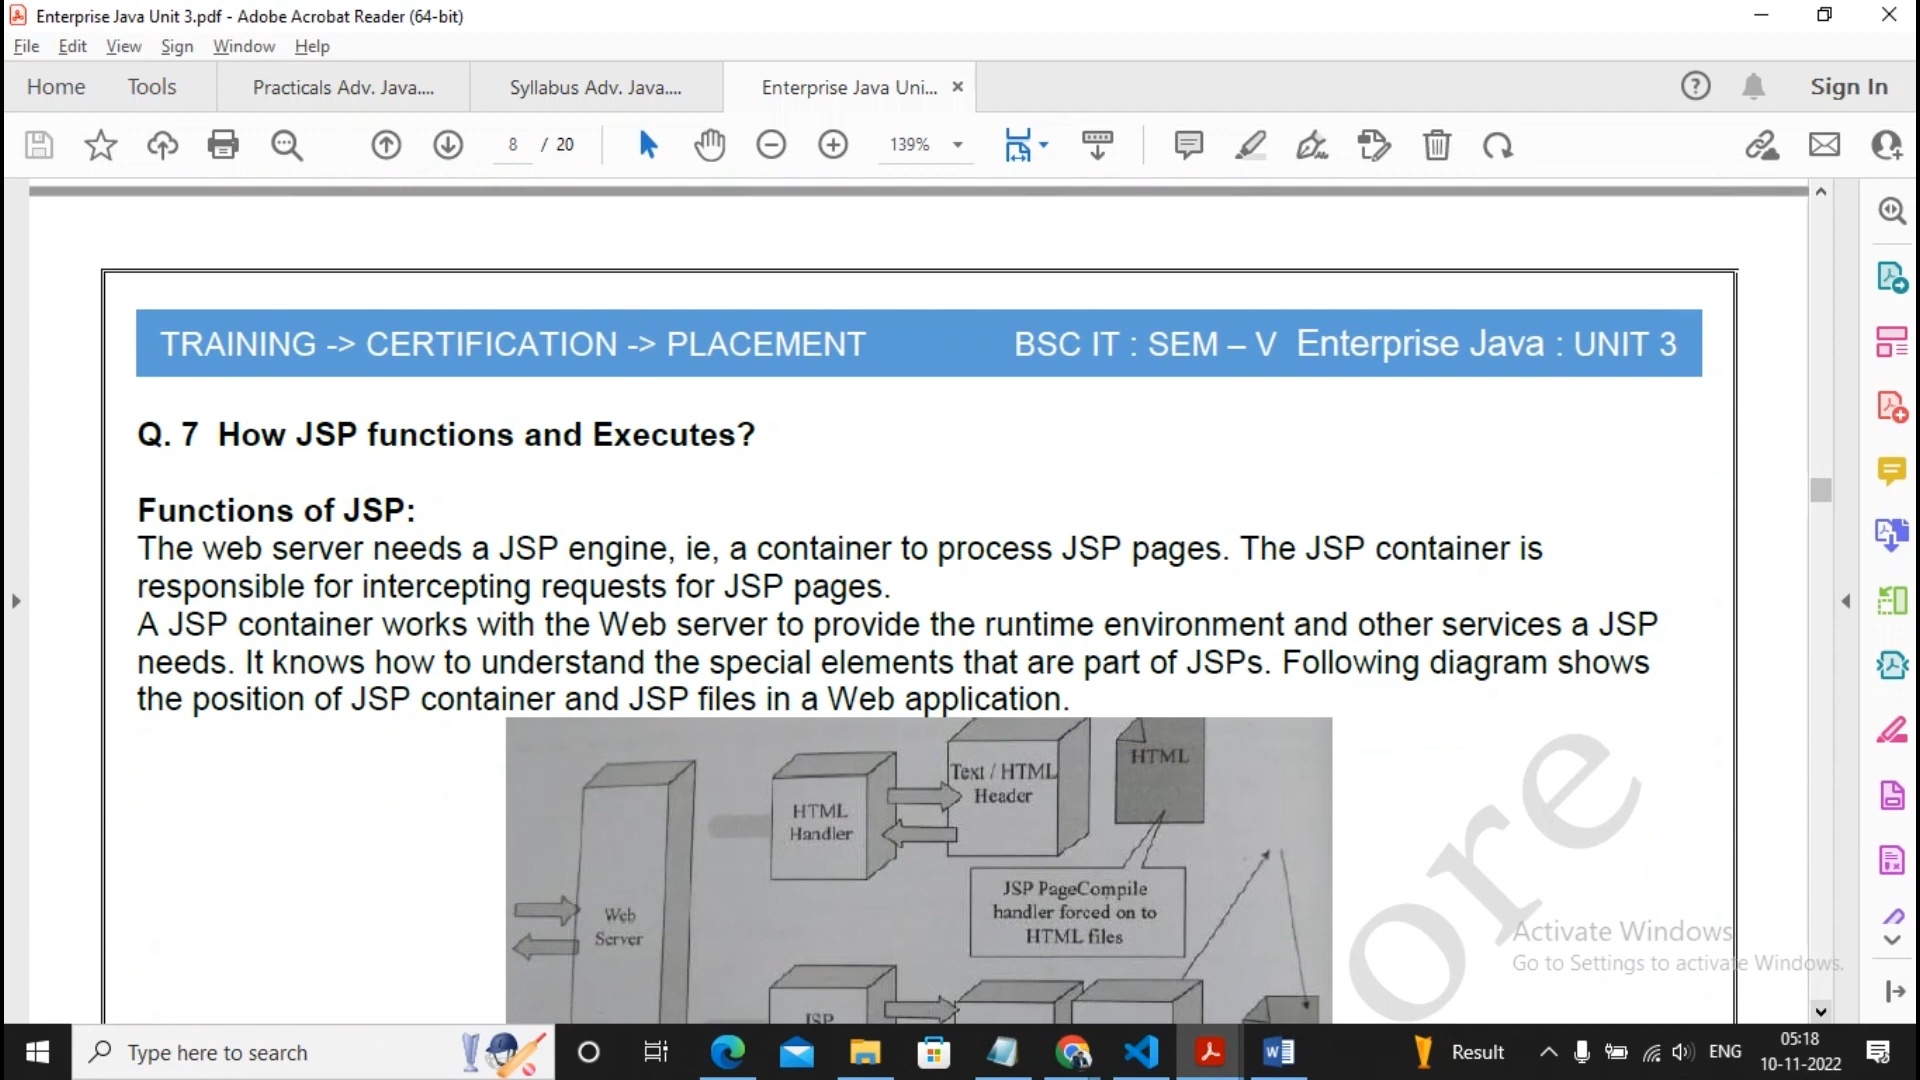 Enterprise Java Unit 3.pdf - Adobe Acrobat Reader (64-bit)
File Edit View Sign Window Help
Home Tools Practicals Adv. Java.... Syllabus Adv. Java.... Enterprise Java Uni... × Sign In
8 / 20 139%
TRAINING -> CERTIFICATION -> PLACEMENT BSC IT : SEM – V Enterprise Java : UNIT 3
Q. 7 How JSP functions and Executes?
Functions of JSP:
The web server needs a JSP engine, ie, a container to process JSP pages. The JSP container is
responsible for intercepting requests for JSP pages.
A JSP container works with the Web server to provide the runtime environment and other services a JSP
needs. It knows how to understand the special elements that are part of JSPs. Following diagram shows
the position of JSP container and JSP files in a Web application.
HTML
Text / HTML
Header
HTML
Handler
JSP PageCompile
handler forced on to
HTML files
Web
Server
JSP
ore
Activate Windows
Go to Settings to activate Windows.
Type here to search
Result
ENG
05:18
10-11-2022